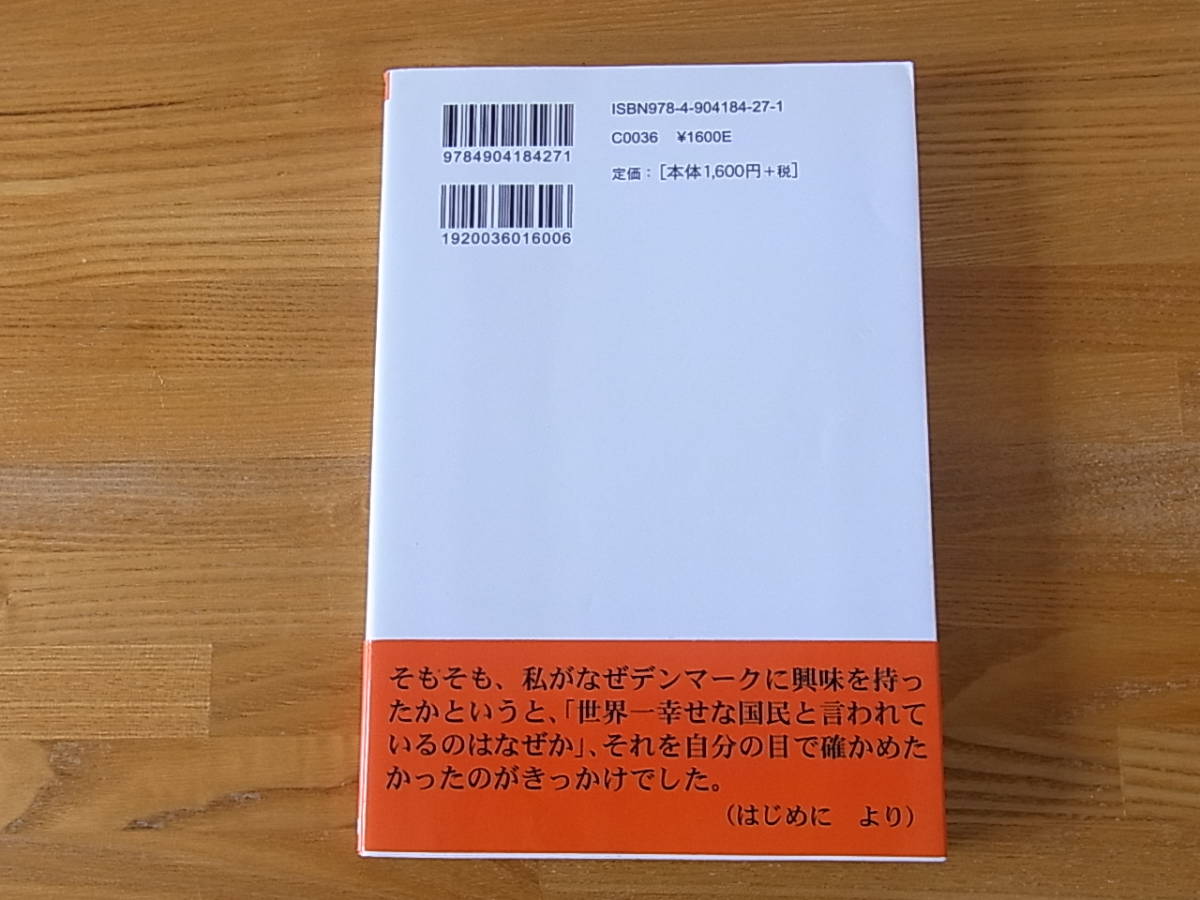 9784904184271
1920036016006
ISBN978-4-904184-27-1
C0036 ¥1600E
定価：［本体1,600円＋税］
そもそも、私がなぜデンマークに興味を持っ
たかというと、「世界一幸せな国民と言われて
いるのはなぜか」、それを自分の目で確かめた
かったのがきっかけでした。
（はじめに　より）